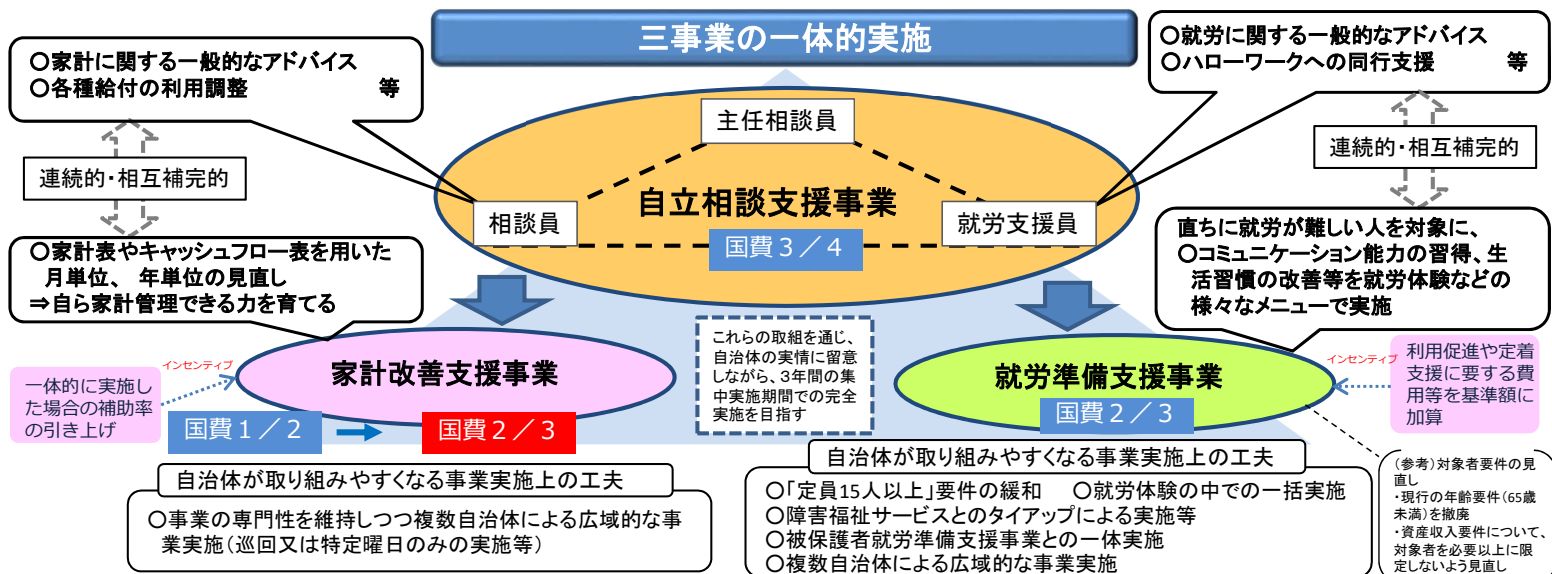 三事業の一体的実施
〇家計に関する一般的なアドバイス
〇各種給付の利用調整 等
〇就労に関する一般的なアドバイス
〇ハローワークへの同行支援 等
主任相談員
連続的・相互補完的
連続的・相互補完的
自立相談支援事業
相談員
就労支援員
国費３／４
〇家計表やキャッシュフロー表を用いた
月単位、 年単位の見直し
⇒自ら家計管理できる力を育てる
直ちに就労が難しい人を対象に、
〇コミュニケーション能力の習得、生
活習慣の改善等を就労体験などの
様々なメニューで実施
これらの取組を通じ、
自治体の実情に留意
しながら、3年間の集
中実施期間での完全
実施を目指す
インセンティブ
一体的に実施し
た場合の補助率
の引き上げ
家計改善支援事業
国費１／２
国費２／３
就労準備支援事業
国費２／３
インセンティブ
利用促進や定着
支援に要する費
用等を基準額に
加算
自治体が取り組みやすくなる事業実施上の工夫
〇事業の専門性を維持しつつ複数自治体による広域的な事
業実施（巡回又は特定曜日のみの実施等）
自治体が取り組みやすくなる事業実施上の工夫
〇「定員15人以上」要件の緩和 〇就労体験の中での一括実施
〇障害福祉サービスとのタイアップによる実施等
〇被保護者就労準備支援事業との一体実施
〇複数自治体による広域的な事業実施
（参考）対象者要件の見
直し
・現行の年齢要件（65歳
未満）を撤廃
・資産収入要件について、
対象者を必要以上に限
定しないよう見直し